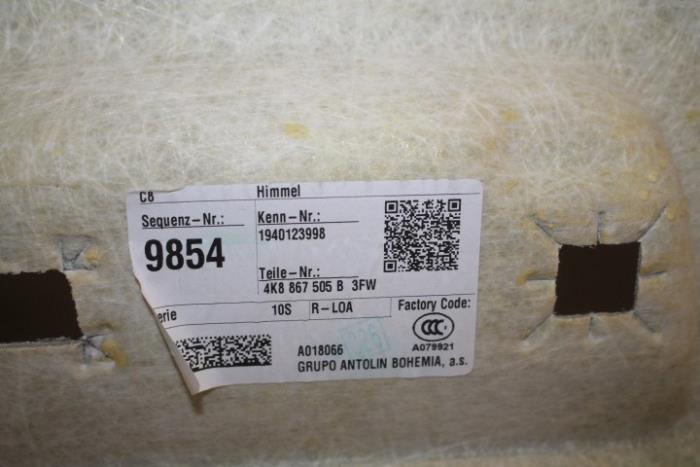 C8 Himmel
Sequenz-Nr.: Kenn-Nr.:
9854 1940123998
Teile-Nr.:
4K8 867 505 B 3FW
erie 10S R-LOA Factory Code:
CCC
A018066 A079921
GRUPO ANTOLIN BOHEMIA, a.s.